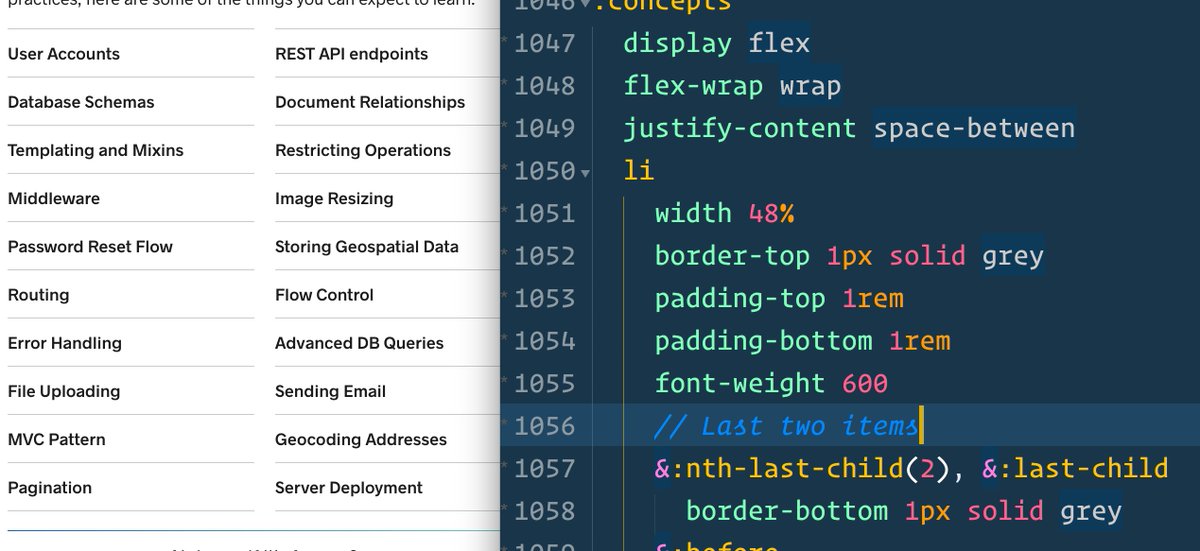 practices, here are some of the things you can expect to learn.
User Accounts
REST API endpoints
Database Schemas
Document Relationships
Templating and Mixins
Restricting Operations
Middleware
Image Resizing
Password Reset Flow
Storing Geospatial Data
Routing
Flow Control
Error Handling
Advanced DB Queries
File Uploading
Sending Email
MVC Pattern
Geocoding Addresses
Pagination
Server Deployment
1046 .concepts
1047 display flex
1048 flex-wrap wrap
1049 justify-content space-between
1050 li
1051 width 48%
1052 border-top 1px solid grey
1053 padding-top 1rem
1054 padding-bottom 1rem
1055 font-weight 600
1056 // Last two items
1057 &:nth-last-child(2), &:last-child
1058 border-bottom 1px solid grey
1059 &:before